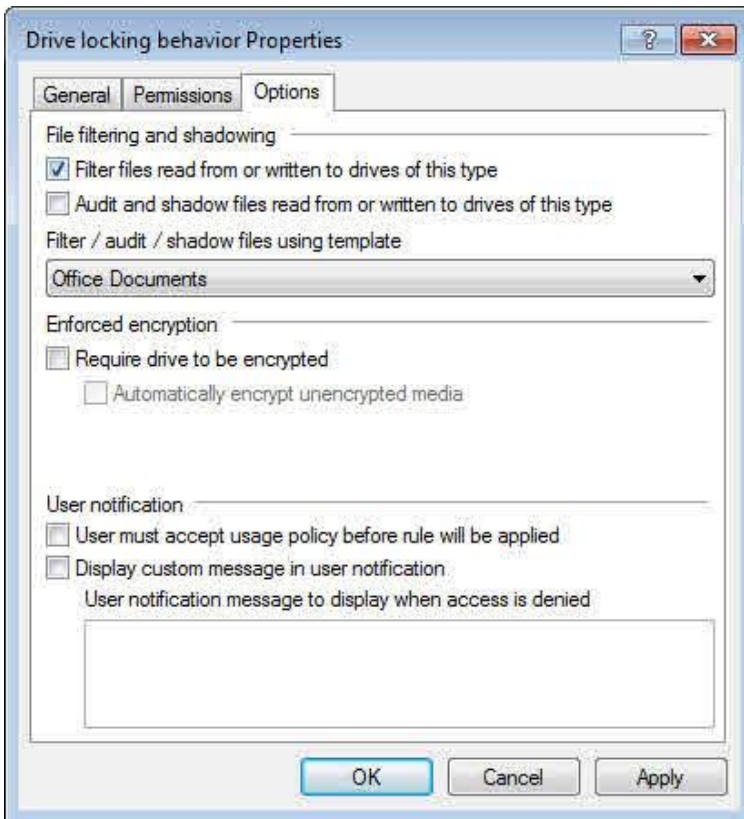 Drive locking behavior Properties
General Permissions Options
File filtering and shadowing
Filter files read from or written to drives of this type
Audit and shadow files read from or written to drives of this type
Filter / audit / shadow files using template
Office Documents
Enforced encryption
Require drive to be encrypted
Automatically encrypt unencrypted media
User notification
User must accept usage policy before rule will be applied
Display custom message in user notification
User notification message to display when access is denied
OK Cancel Apply